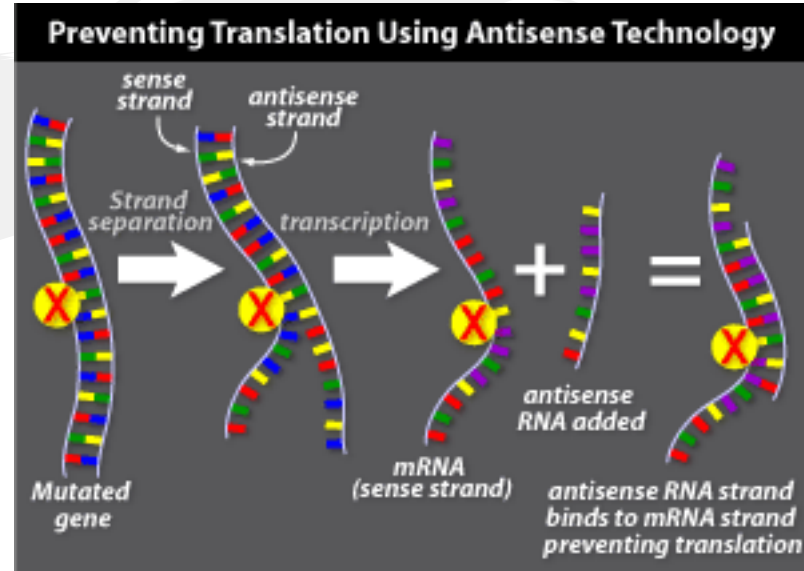 Preventing Translation Using Antisense Technology
sense
strand
antisense
strand
Strand
separation
transcription
X
X
X
X
antisense
RNA added
Mutated
gene
mRNA
(sense strand)
antisense RNA strand
binds to mRNA strand
preventing translation